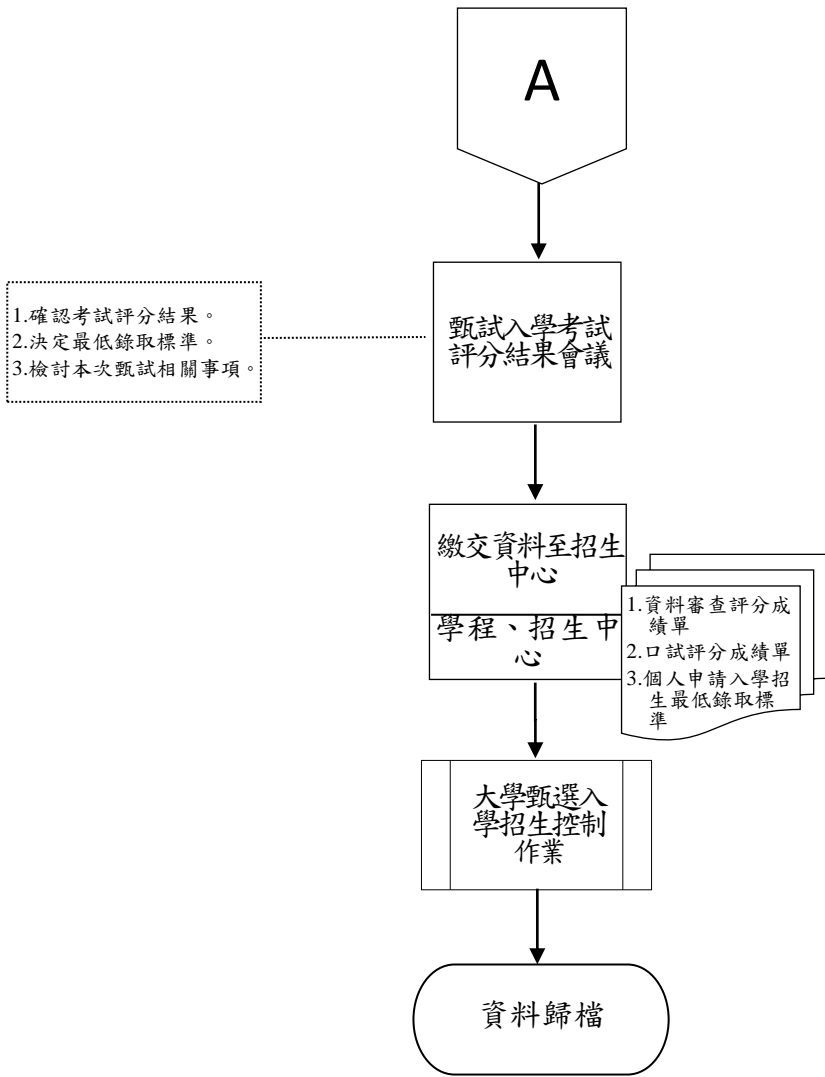 A
1.確認考試評分結果。
2.決定最低錄取標準。
3.檢討本次甄試相關事項。
甄試入學考試
評分結果會議
繳交資料至招生
中心
學程、招生中
心
1.資料審查評分成
績單
2.口試評分成績單
3.個人申請入學招
生最低錄取標
準
大學甄選入
學招生控制
作業
資料歸檔